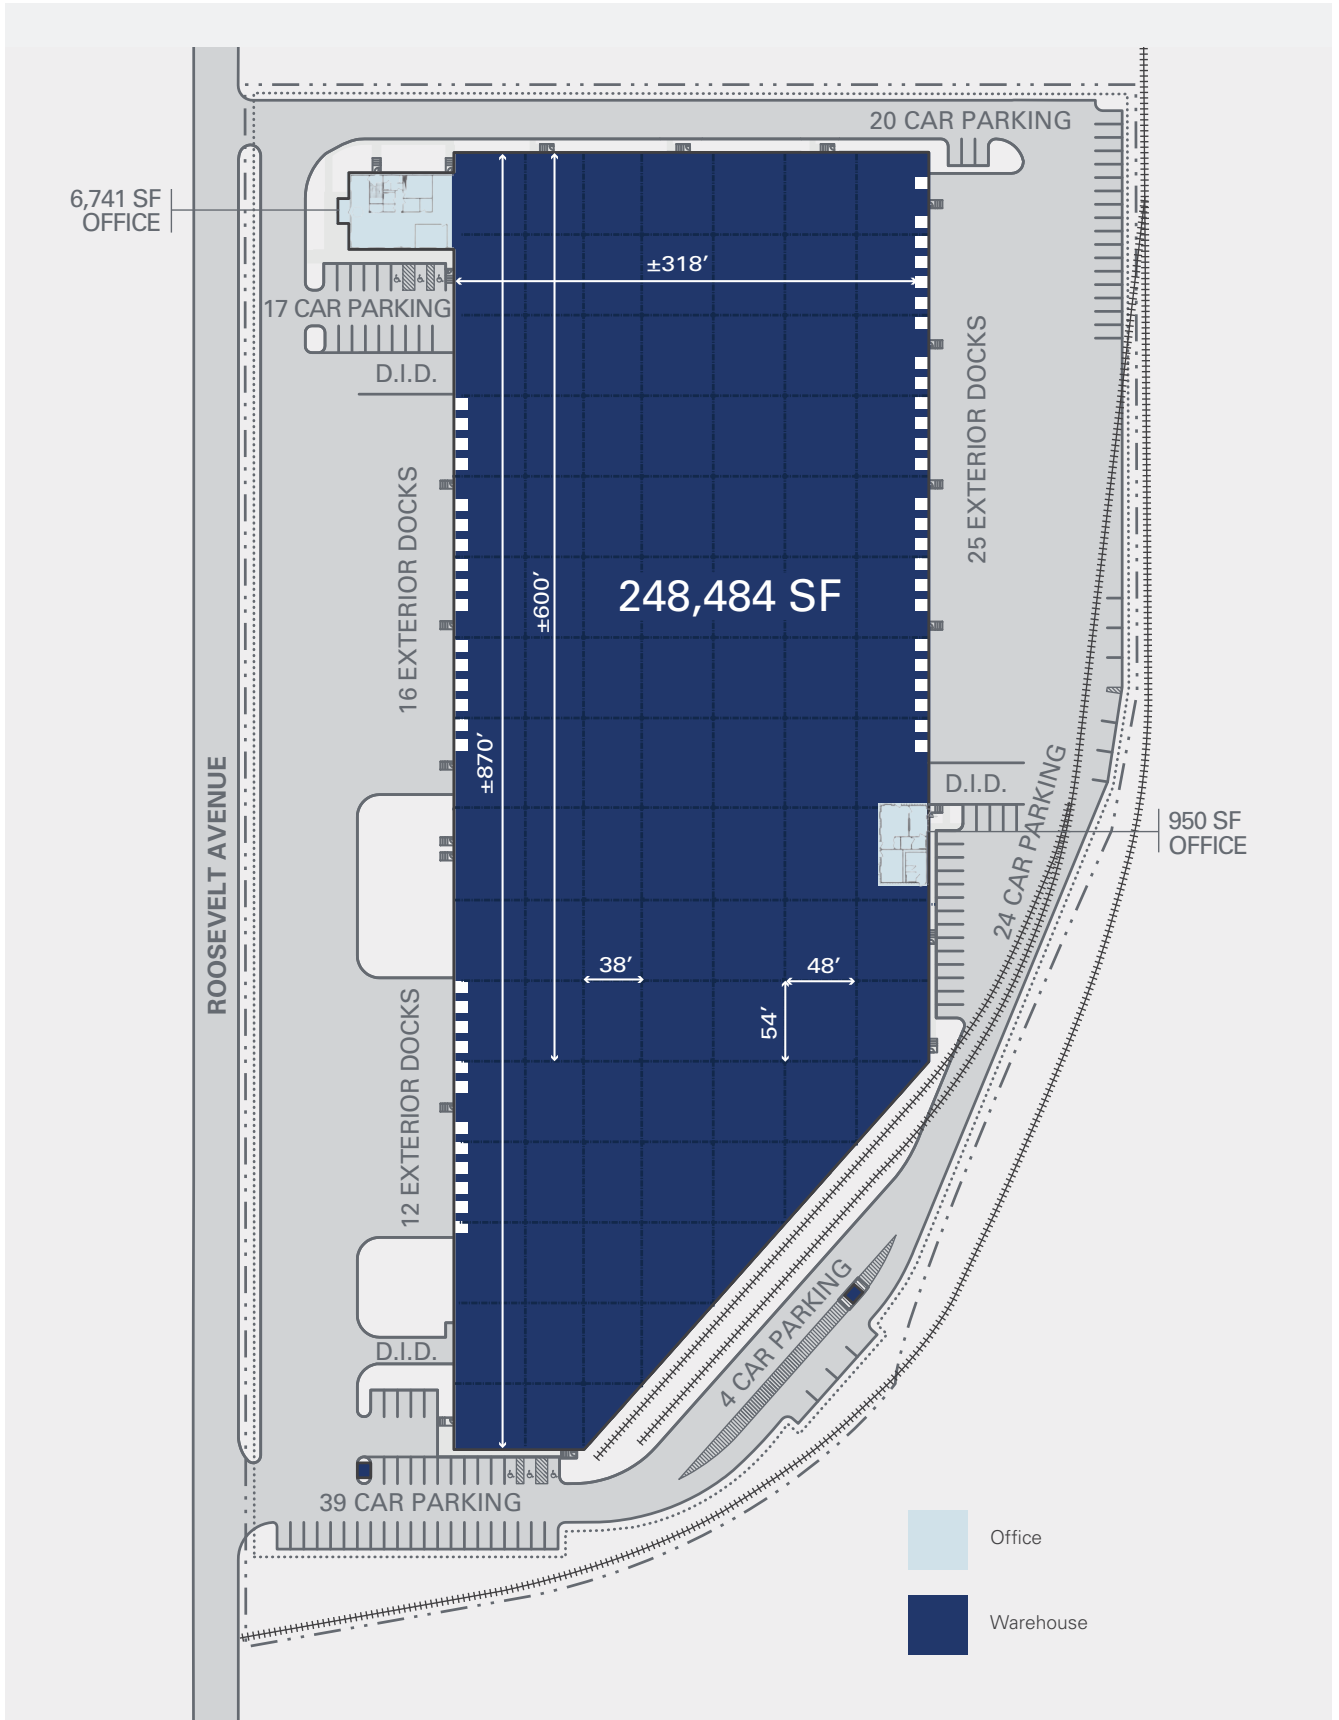 20 CAR PARKING
6,741 SF
OFFICE
±318’
17 CAR PARKING
D.I.D.
25 EXTERIOR DOCKS
16 EXTERIOR DOCKS
±600’
248,484 SF
±870’
ROOSEVELT AVENUE
D.I.D.
24 CAR PARKING
950 SF
OFFICE
38’
48’
54’
12 EXTERIOR DOCKS
4 CAR PARKING
D.I.D.
39 CAR PARKING
Office
Warehouse